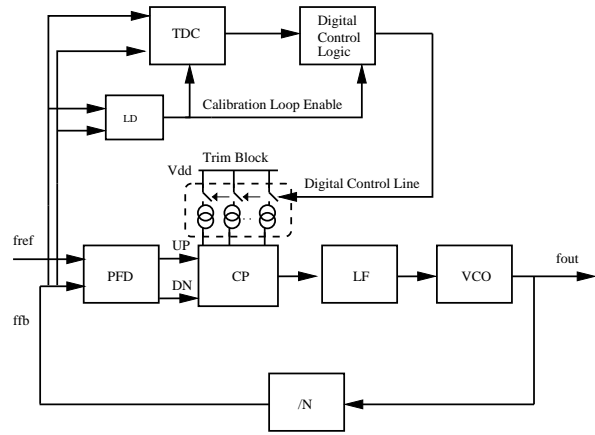 TDC
Digital
Control
Logic
LD
Calibration Loop Enable
Trim Block
Vdd
Digital Control Line
fref
UP
PFD
CP
LF
VCO
fout
DN
ffb
/N